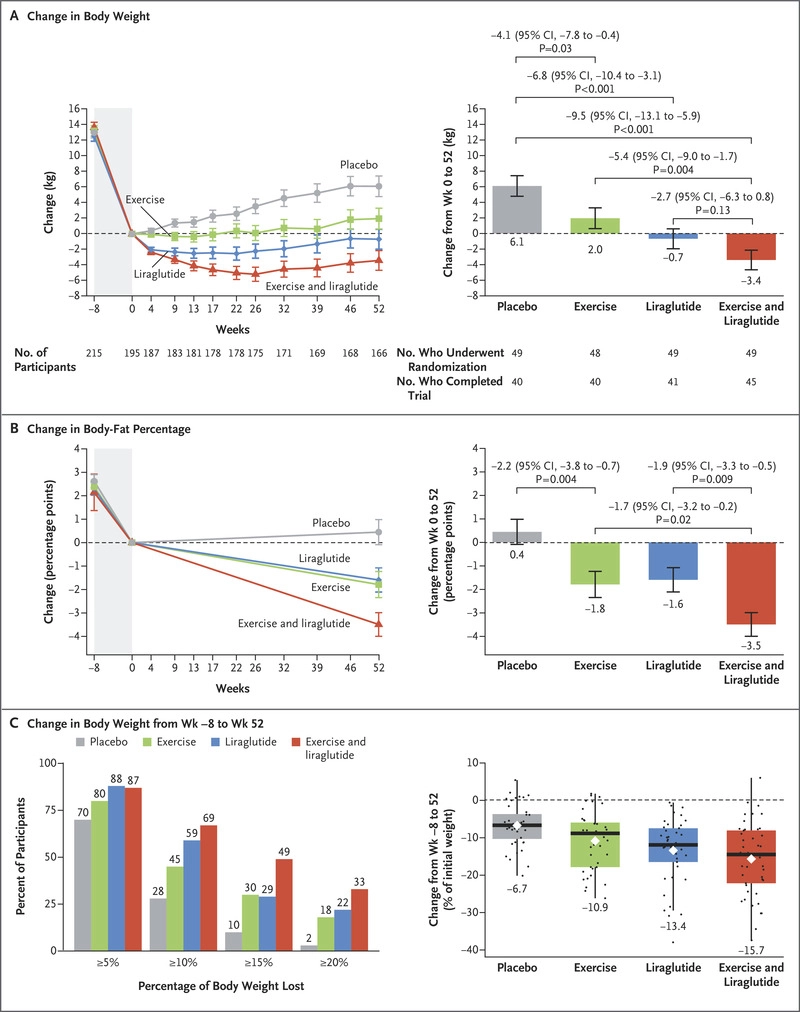 A Change in Body Weight
Change (kg)
16
14
12
10
8
6
4
2
0
−2
−4
−6
−8
Placebo
Exercise
Liraglutide
Exercise and liraglutide
−8 0 4 9 13 17 22 26 32 39 46 52
Weeks
No. of Participants
215 195 187 183 181 178 178 175 171 169 168 166
−4.1 (95% CI, −7.8 to −0.4)
P=0.03
−6.8 (95% CI, −10.4 to −3.1)
P<0.001
−9.5 (95% CI, −13.1 to −5.9)
P<0.001
−5.4 (95% CI, −9.0 to −1.7)
P=0.004
−2.7 (95% CI, −6.3 to 0.8)
P=0.13
Change from Wk 0 to 52 (kg)
16
14
12
10
8
6
4
2
0
−2
−4
−6
−8
6.1
2.0
−0.7
−3.4
Placebo Exercise Liraglutide Exercise and
Liraglutide
No. Who Underwent
Randomization
49 48 49 49
No. Who Completed
Trial
40 40 41 45
B Change in Body-Fat Percentage
Change (percentage points)
4
3
2
1
0
−1
−2
−3
−4
Placebo
Liraglutide
Exercise
Exercise and liraglutide
−8 0 4 9 13 17 22 26 32 39 46 52
Weeks
Change from Wk 0 to 52
(percentage points)
4
3
2
1
0
−1
−2
−3
−4
−2.2 (95% CI, −3.8 to −0.7)
P=0.004
−1.9 (95% CI, −3.3 to −0.5)
P=0.009
−1.7 (95% CI, −3.2 to −0.2)
P=0.02
0.4
−1.8
−1.6
−3.5
Placebo Exercise Liraglutide Exercise and
Liraglutide
C Change in Body Weight from Wk −8 to Wk 52
Placebo Exercise Liraglutide Exercise and
liraglutide
Percent of Participants
100
75
50
25
0
70 80 88 87
28 45 59 69
10 30 29 49
2 18 22 33
≥5% ≥10% ≥15% ≥20%
Percentage of Body Weight Lost
Change from Wk −8 to 52
(% of initial weight)
10
0
−10
−20
−30
−40
−6.7
−10.9
−13.4
−15.7
Placebo Exercise Liraglutide Exercise and
Liraglutide